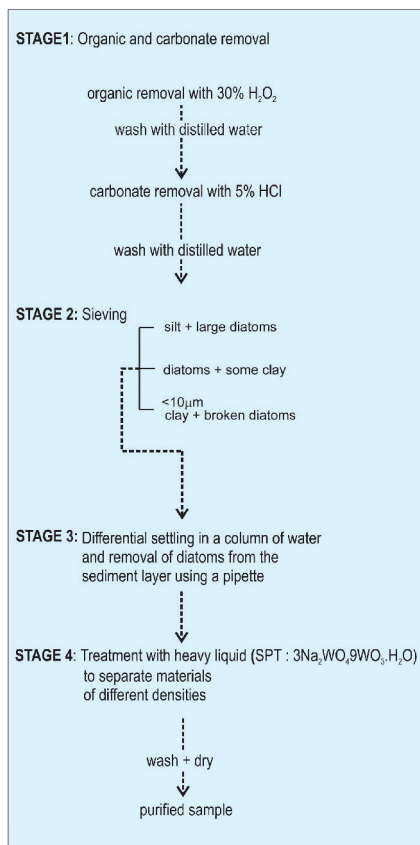 STAGE1: Organic and carbonate removal
organic removal with 30% H₂O₂
wash with distilled water
carbonate removal with 5% HCl
wash with distilled water
STAGE 2: Sieving
silt + large diatoms
diatoms + some clay
<10μm
clay + broken diatoms
STAGE 3: Differential settling in a column of water
and removal of diatoms from the
sediment layer using a pipette
STAGE 4: Treatment with heavy liquid (SPT : 3Na₂WO₄9WO₃.H₂O)
to separate materials
of different densities
wash + dry
purified sample